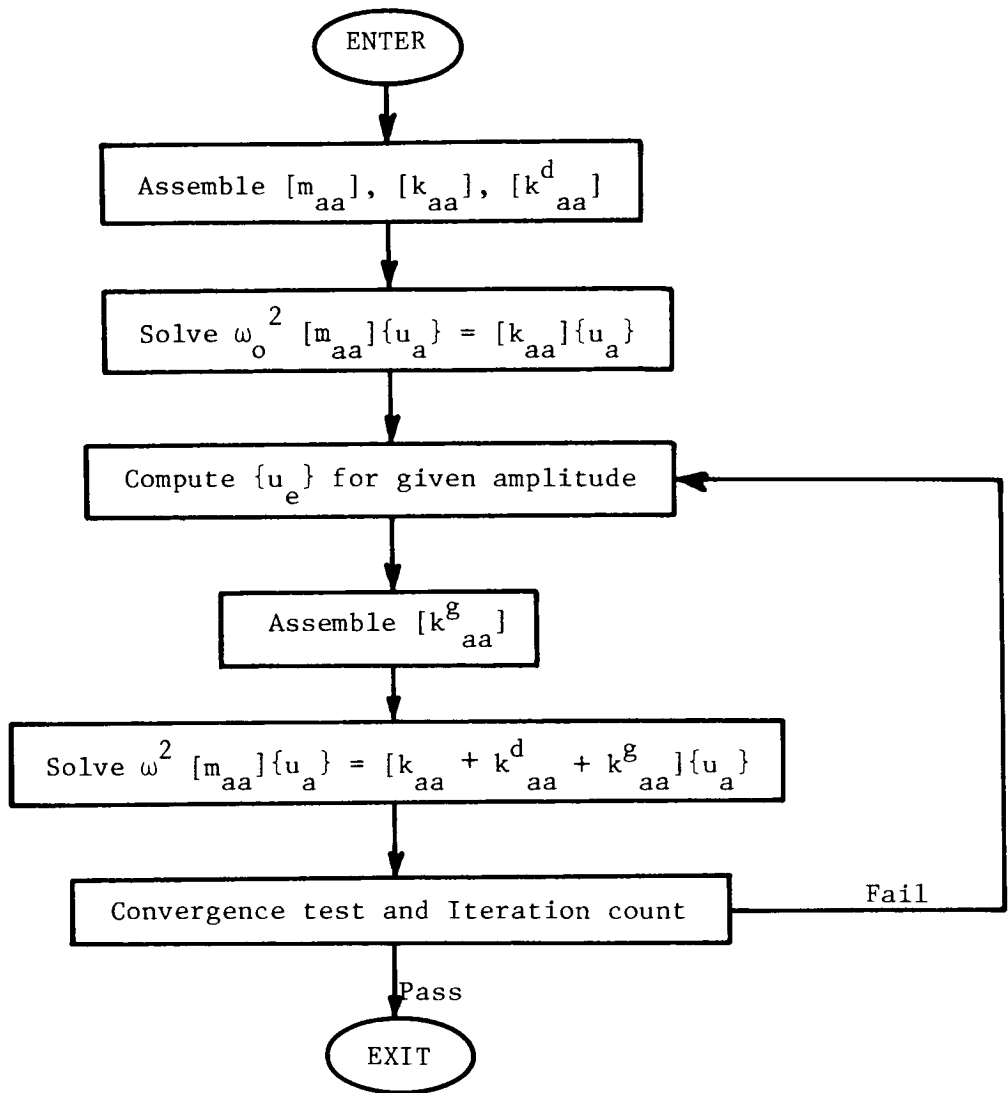 ENTER
Assemble [m_aa], [k_aa], [k^d_aa]
Solve ω_o^2 [m_aa]{u_a} = [k_aa]{u_a}
Compute {u_e} for given amplitude
Assemble [k^g_aa]
Solve ω^2 [m_aa]{u_a} = [k_aa + k^d_aa + k^g_aa]{u_a}
Convergence test and Iteration count
Fail
Pass
EXIT